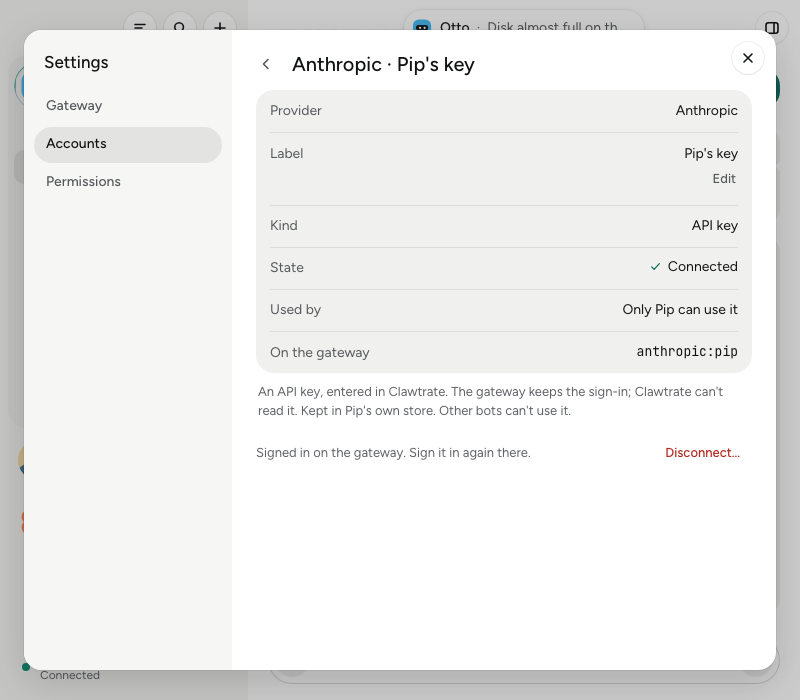 Otto · Disk almost full on th
Settings
Gateway
Accounts
Permissions
Anthropic · Pip's key
Provider Anthropic
Label Pip's key
Edit
Kind API key
State Connected
Used by Only Pip can use it
On the gateway anthropic:pip
An API key, entered in Clawtrate. The gateway keeps the sign-in; Clawtrate can't
read it. Kept in Pip's own store. Other bots can't use it.
Signed in on the gateway. Sign it in again there. Disconnect…
Connected